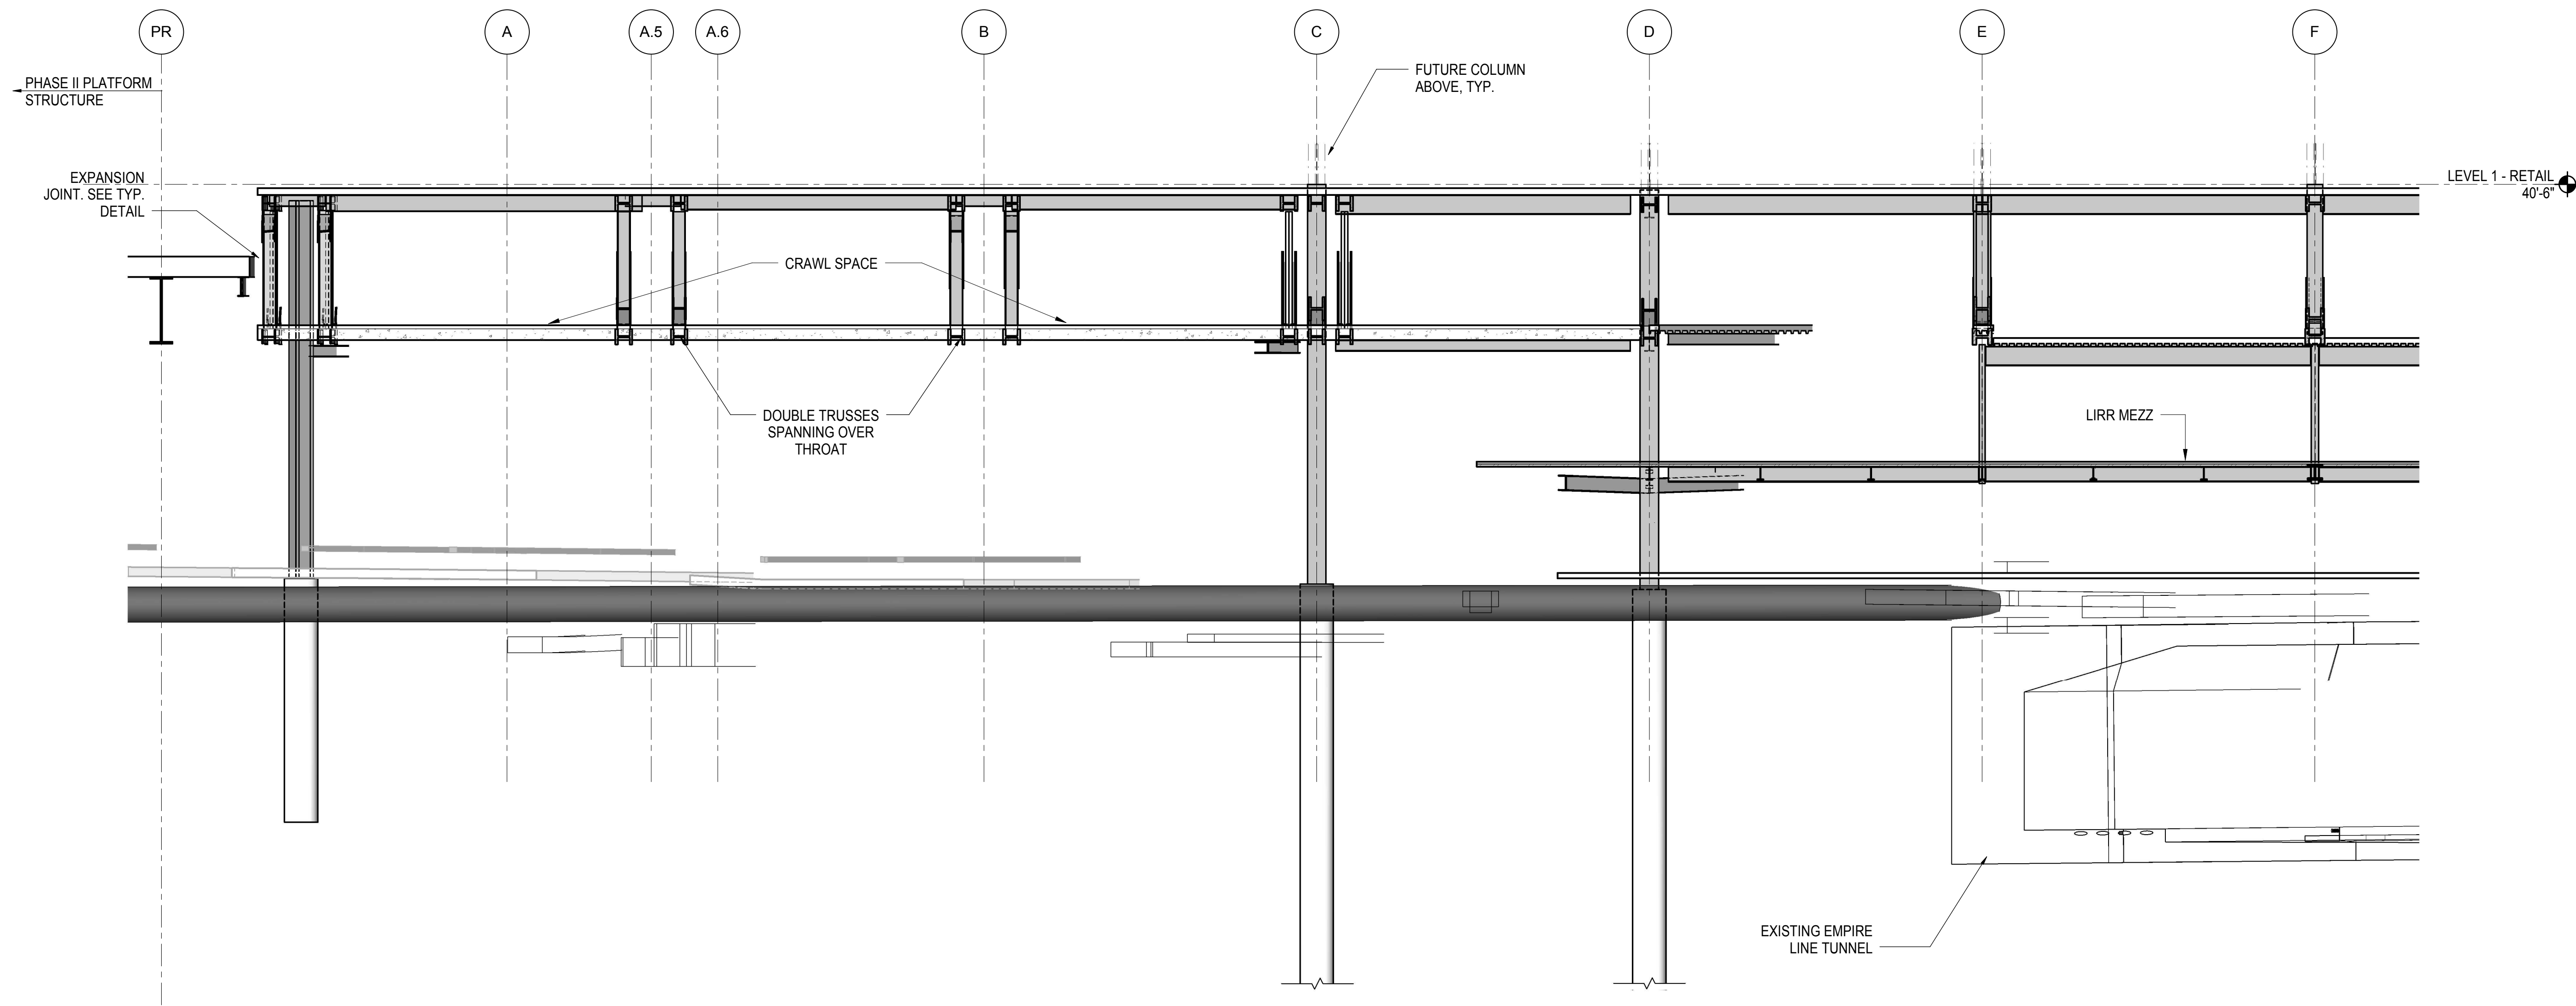 PR
A
A.5
A.6
B
C
D
E
F
PHASE II PLATFORM
STRUCTURE
FUTURE COLUMN
ABOVE, TYP.
EXPANSION
JOINT. SEE TYP.
DETAIL
LEVEL 1 - RETAIL
40'-6"
CRAWL SPACE
DOUBLE TRUSSES
SPANNING OVER
THROAT
LIRR MEZZ
EXISTING EMPIRE
LINE TUNNEL